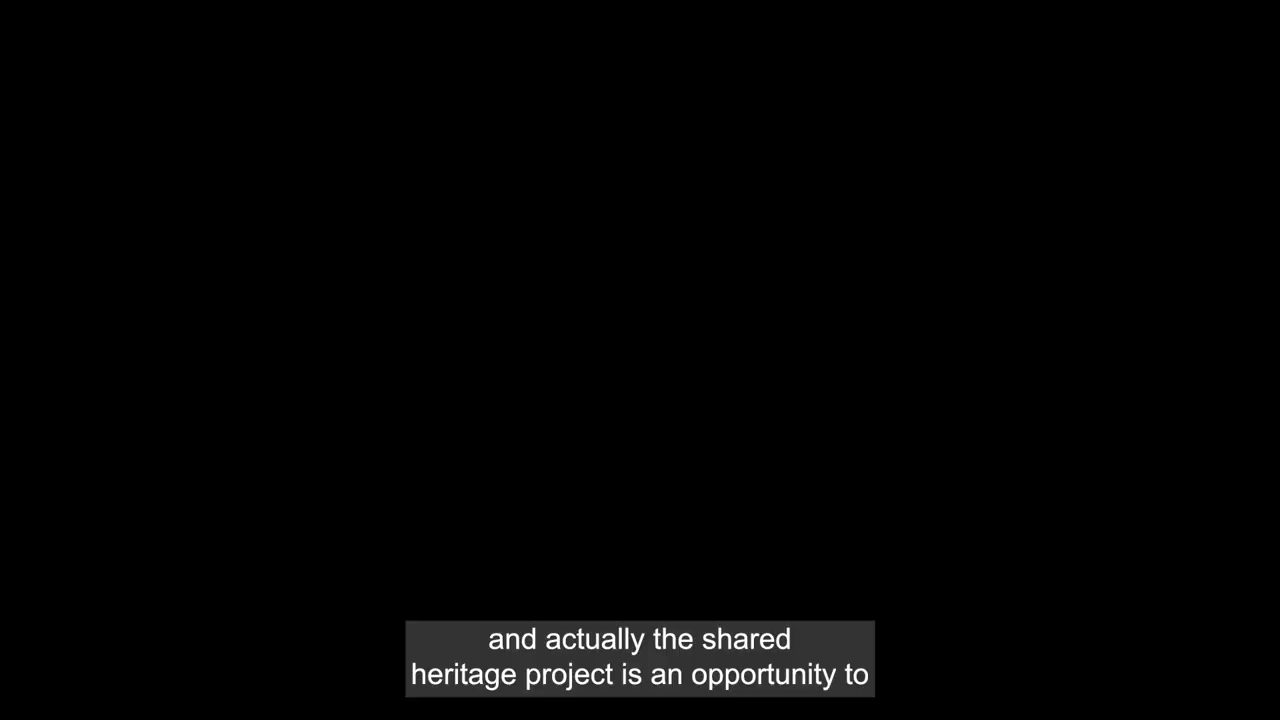 and actually the shared
heritage project is an opportunity to